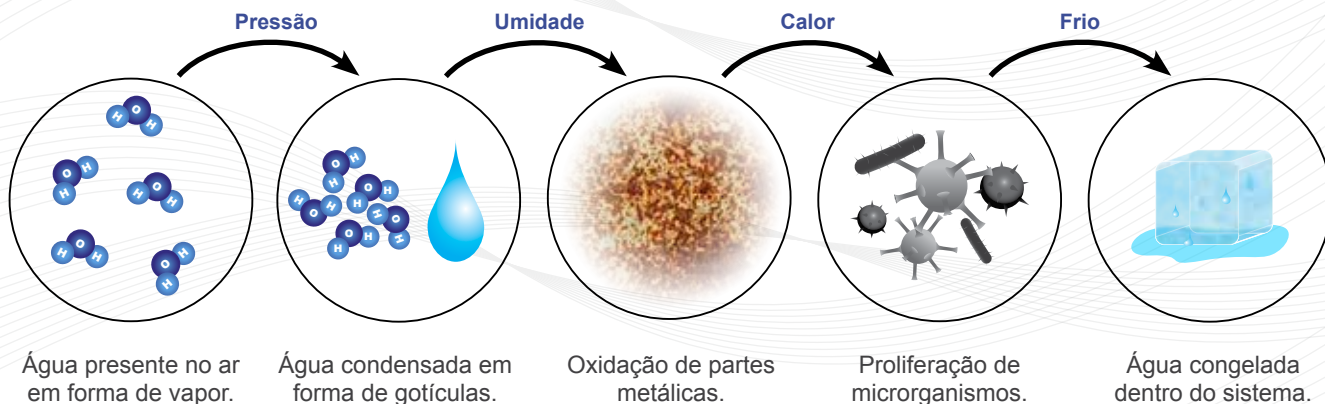 Pressão
Umidade
Calor
Frio
H
O
H
O
H
H
O
H
H
O
H
H
O
H
H
O
H
H
O
H
H
O
H
H
O
H
H
O
H
H
Água presente no ar
em forma de vapor.
Água condensada em
forma de gotículas.
Oxidação de partes
metálicas.
Proliferação de
microrganismos.
Água congelada
dentro do sistema.